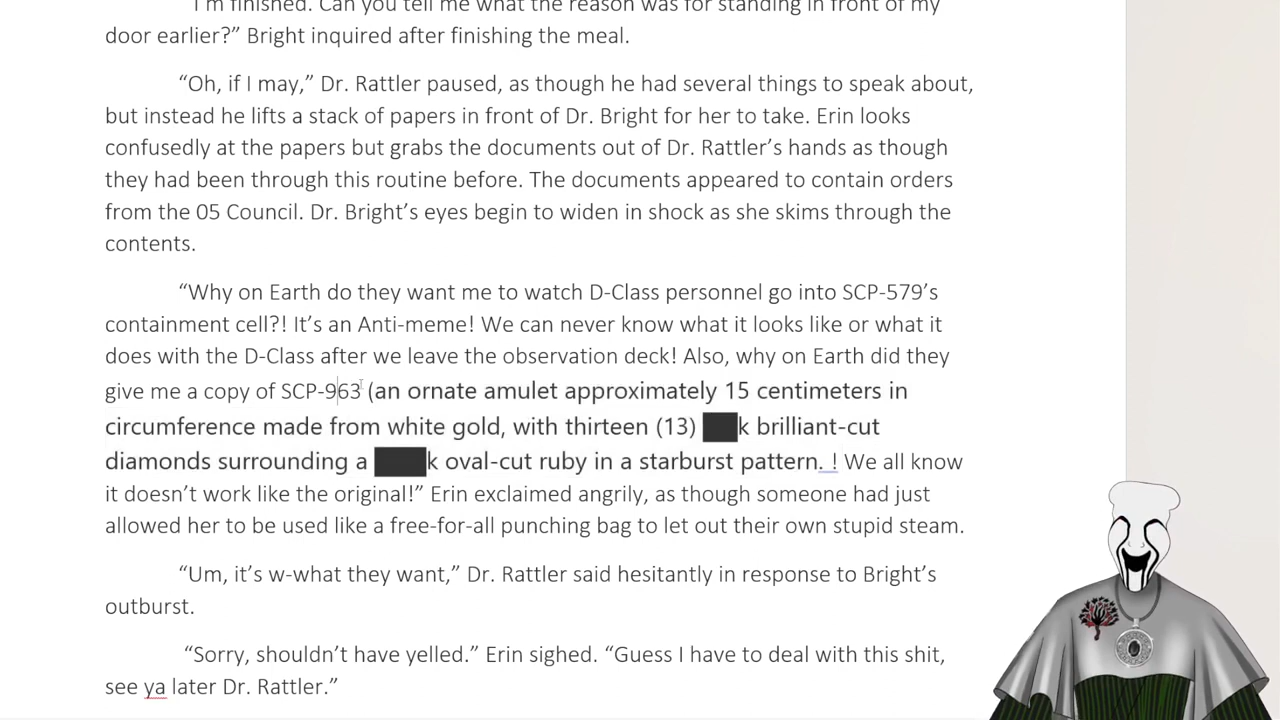 "I'm finished. Can you tell me what the reason was for standing in front of my
door earlier?” Bright inquired after finishing the meal.
“Oh, if I may,” Dr. Rattler paused, as though he had several things to speak about,
but instead he lifts a stack of papers in front of Dr. Bright for her to take. Erin looks
confusedly at the papers but grabs the documents out of Dr. Rattler’s hands as though
they had been through this routine before. The documents appeared to contain orders
from the 05 Council. Dr. Bright’s eyes begin to widen in shock as she skims through the
contents.
“Why on Earth do they want me to watch D-Class personnel go into SCP-579’s
containment cell?! It’s an Anti-meme! We can never know what it looks like or what it
does with the D-Class after we leave the observation deck! Also, why on Earth did they
give me a copy of SCP-963 (an ornate amulet approximately 15 centimeters in
circumference made from white gold, with thirteen (13) k brilliant-cut
diamonds surrounding a k oval-cut ruby in a starburst pattern. ! We all know
it doesn’t work like the original!” Erin exclaimed angrily, as though someone had just
allowed her to be used like a free-for-all punching bag to let out their own stupid steam.
“Um, it’s w-what they want,” Dr. Rattler said hesitantly in response to Bright’s
outburst.
“Sorry, shouldn’t have yelled.” Erin sighed. “Guess I have to deal with this shit,
see ya later Dr. Rattler.”